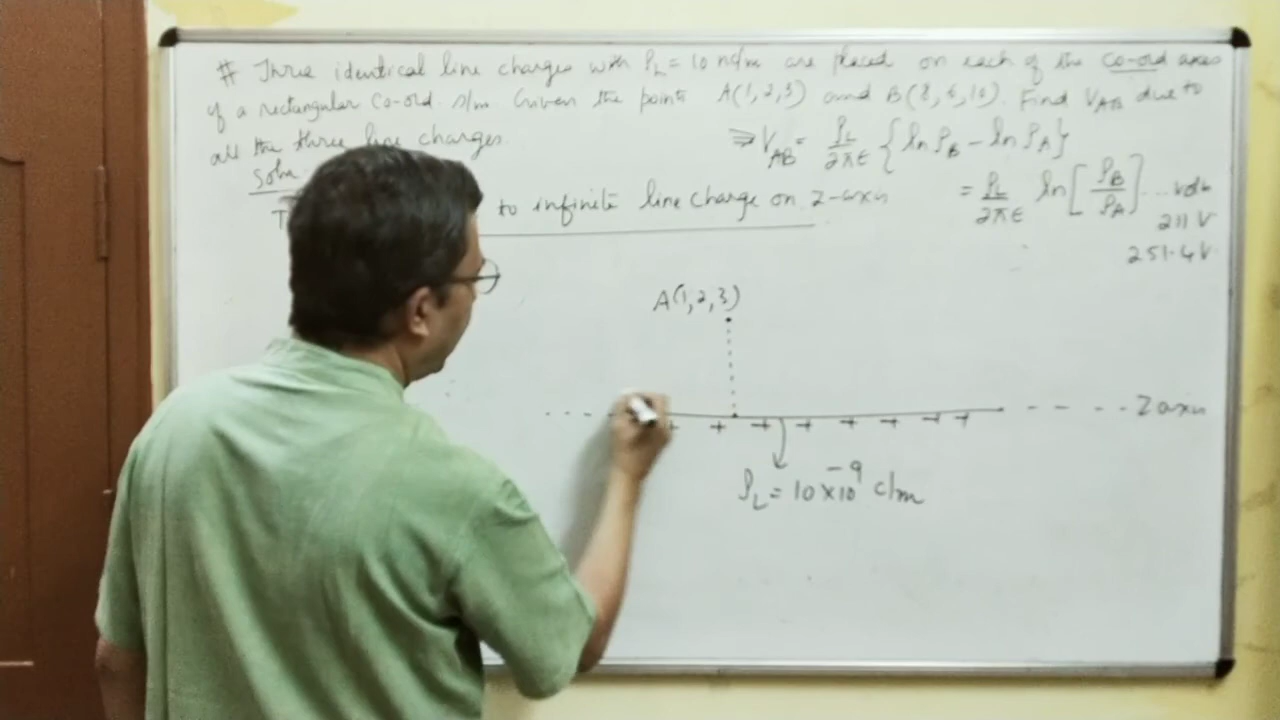 # Three identical line charges with ρL = 10 nc/m are placed on each of the co-ord axes
of a rectangular co-ord. s/m. Given the points A(1,2,3) and B(8,6,10). Find VAB due to
all the three line charges.
⇒ VAB = ρL/2πϵ {ln ρB − ln ρA}
Soln
to infinite line charge on Z-axis
= ρL/2πϵ ln[ρB/ρA] ... volts
211 V
251.4V
A(1,2,3)
Z axis
+ + + + + + + +
ρL = 10×10⁻⁹ c/m